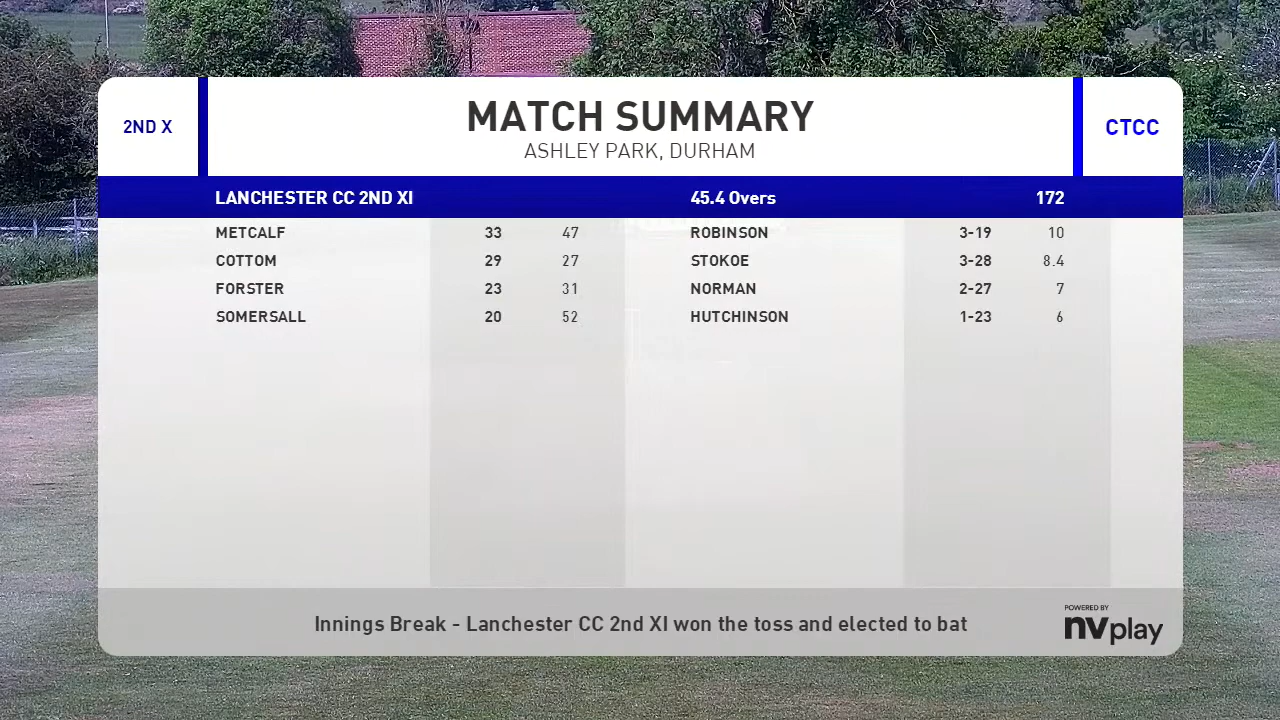 2ND X
MATCH SUMMARY
CTCC
ASHLEY PARK, DURHAM
LANCHESTER CC 2ND XI 45.4 Overs 172
METCALF 33 47 ROBINSON 3-19 10
COTTOM 29 27 STOKOE 3-28 8.4
FORSTER 23 31 NORMAN 2-27 7
SOMERSALL 20 52 HUTCHINSON 1-23 6
Innings Break - Lanchester CC 2nd XI won the toss and elected to bat
POWERED BY
nvplay